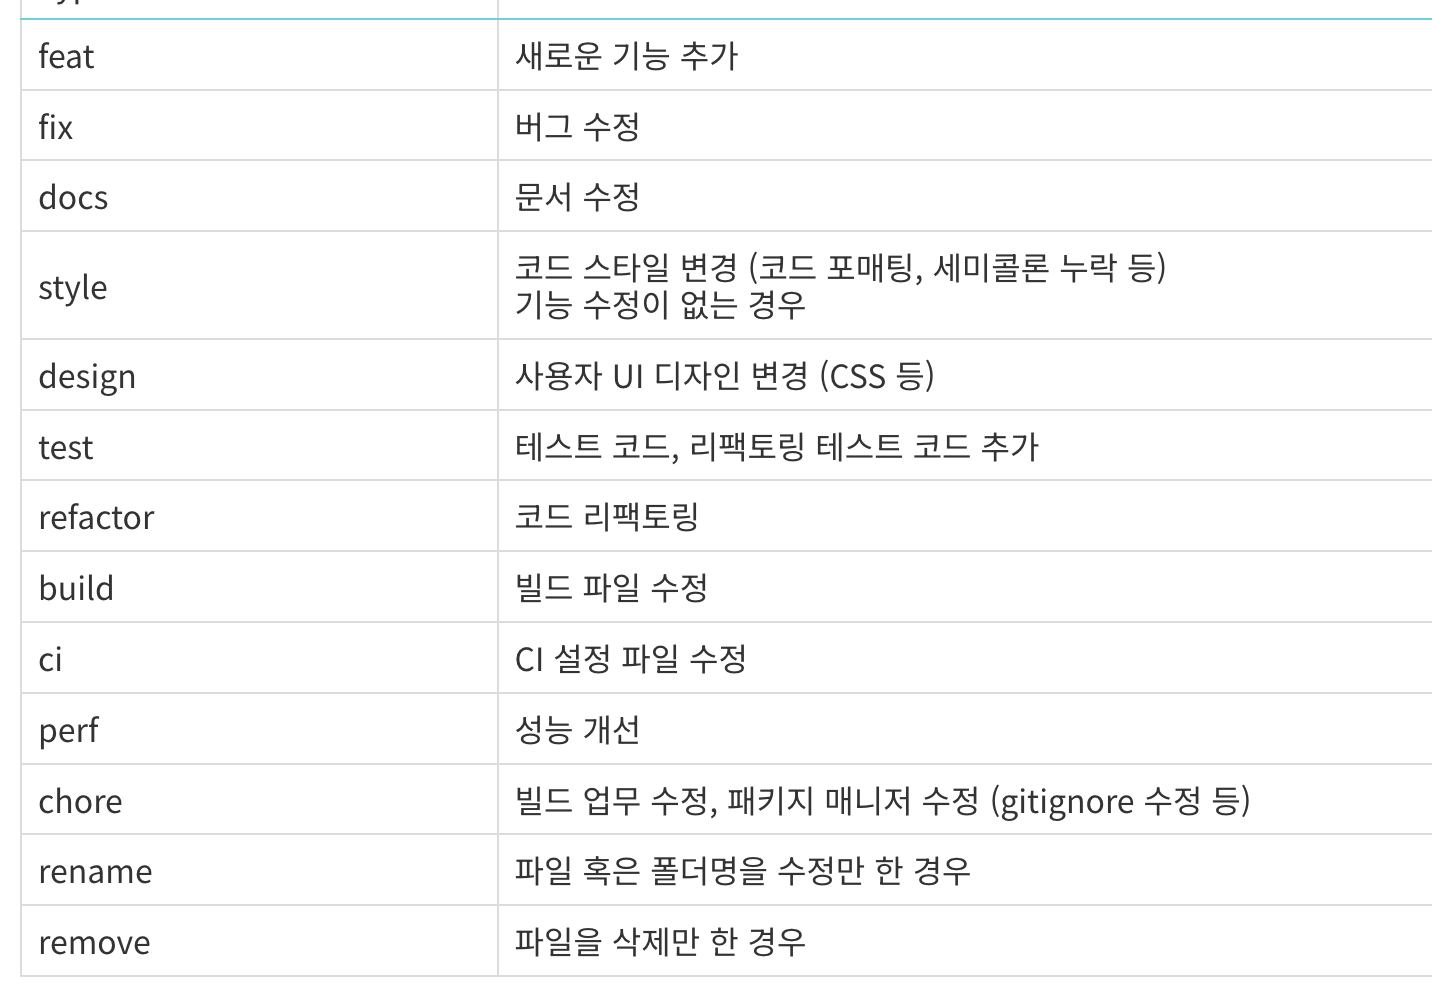 feat 새로운 기능 추가
fix 버그 수정
docs 문서 수정
style 코드 스타일 변경 (코드 포매팅, 세미콜론 누락 등)
기능 수정이 없는 경우
design 사용자 UI 디자인 변경 (CSS 등)
test 테스트 코드, 리팩토링 테스트 코드 추가
refactor 코드 리팩토링
build 빌드 파일 수정
ci CI 설정 파일 수정
perf 성능 개선
chore 빌드 업무 수정, 패키지 매니저 수정 (gitignore 수정 등)
rename 파일 혹은 폴더명을 수정만 한 경우
remove 파일을 삭제만 한 경우